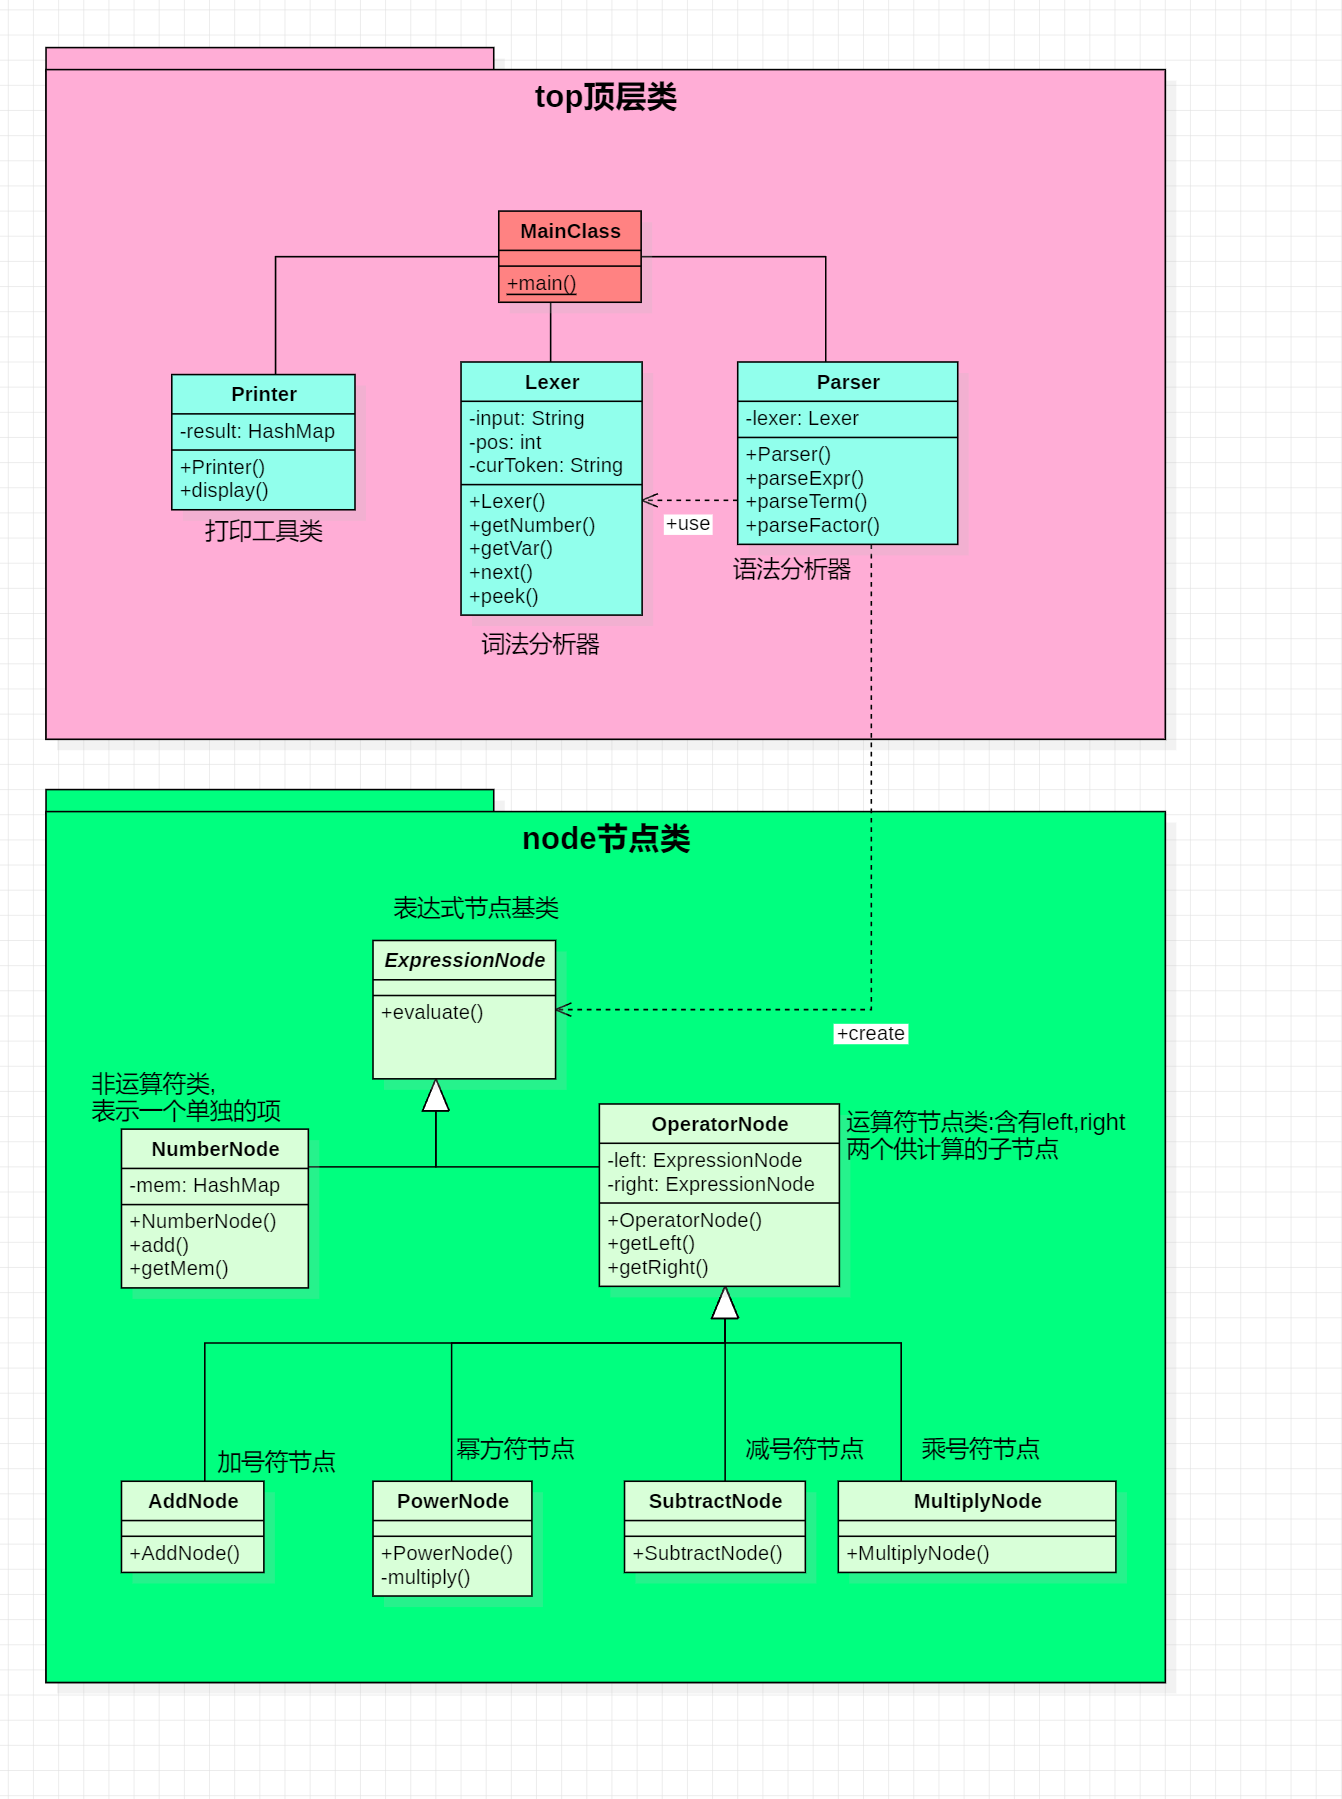 top顶层类
MainClass
+main()
Printer
-result: HashMap
+Printer()
+display()
打印工具类
Lexer
-input: String
-pos: int
-curToken: String
+Lexer()
+getNumber()
+getVar()
+next()
+peek()
词法分析器
+use
Parser
-lexer: Lexer
+Parser()
+parseExpr()
+parseTerm()
+parseFactor()
语法分析器
node节点类
表达式节点基类
ExpressionNode
+evaluate()
+create
非运算符类,
表示一个单独的项
NumberNode
-mem: HashMap
+NumberNode()
+add()
+getMem()
OperatorNode
-left: ExpressionNode
-right: ExpressionNode
+OperatorNode()
+getLeft()
+getRight()
运算符节点类:含有left,right
两个供计算的子节点
加号符节点
AddNode
+AddNode()
幂方符节点
PowerNode
+PowerNode()
-multiply()
减号符节点
SubtractNode
+SubtractNode()
乘号符节点
MultiplyNode
+MultiplyNode()